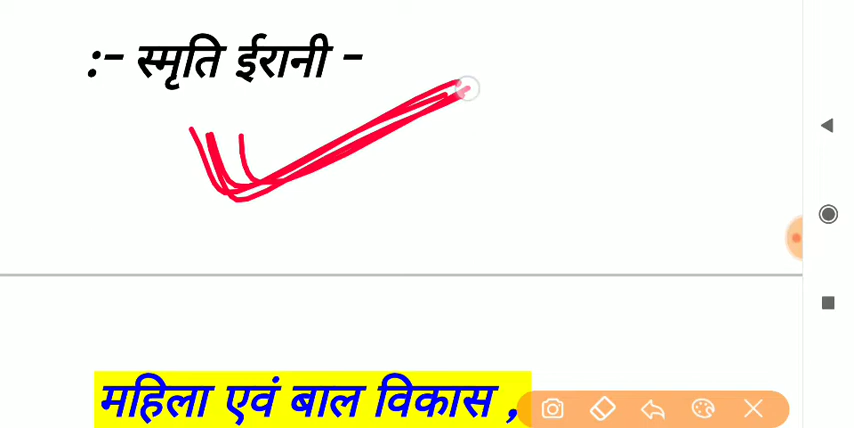 :- स्मृति ईरानी -
महिला एवं बाल विकास ,